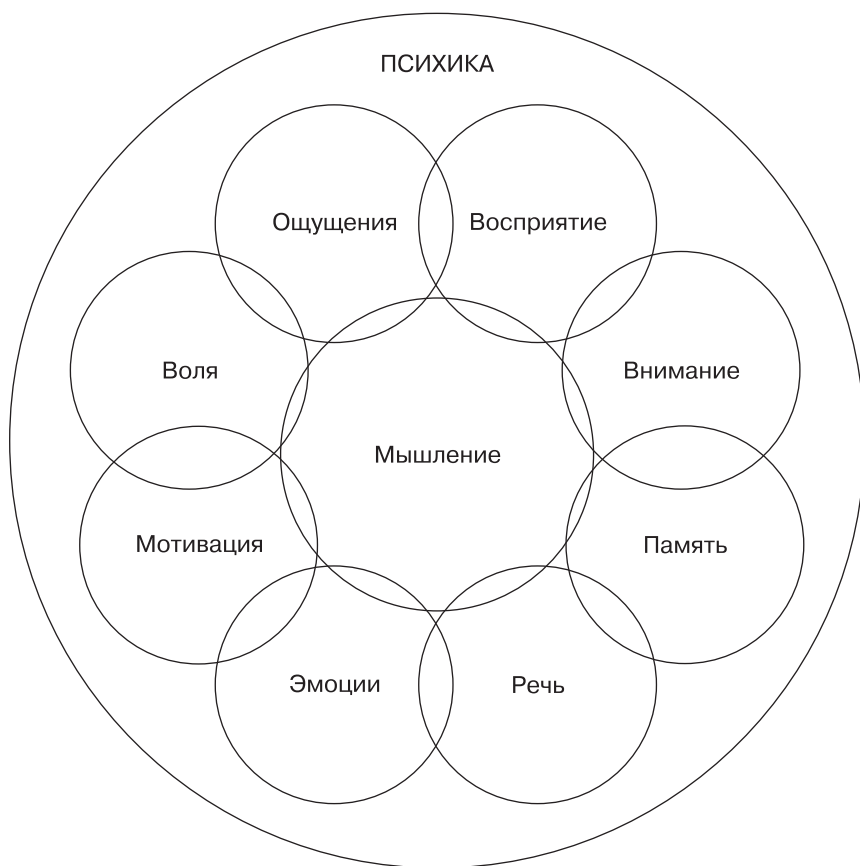 ПСИХИКА
Ощущения
Восприятие
Воля
Внимание
Мышление
Мотивация
Память
Эмоции
Речь